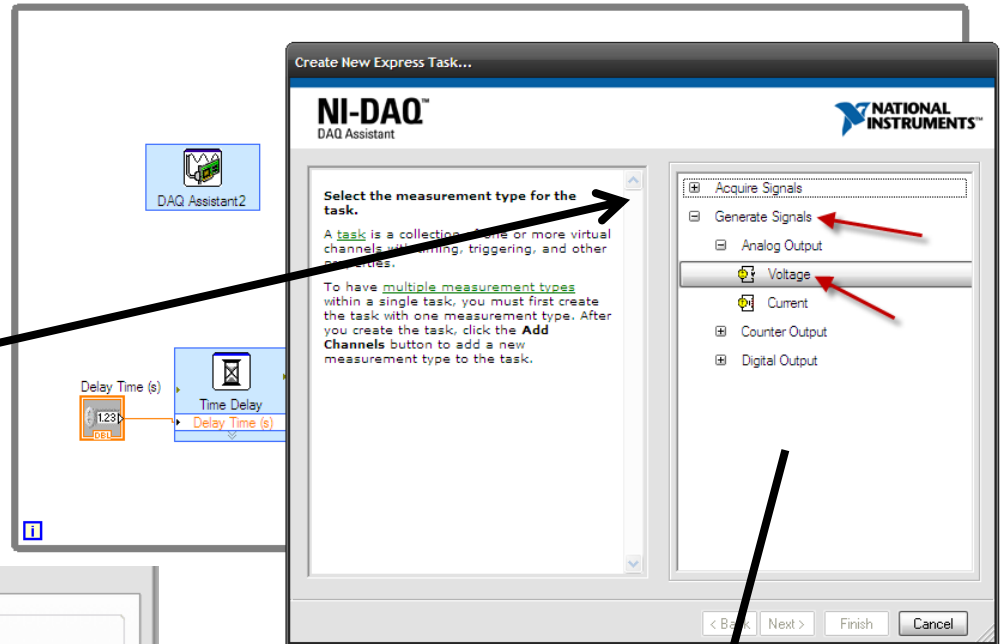 Create New Express Task...
NI-DAQ™
DAQ Assistant
NATIONAL
INSTRUMENTS™
DAQ Assistant2
Select the measurement type for the
task.
A task is a collection of one or more virtual
channels with timing, triggering, and other
properties.
To have multiple measurement types
within a single task, you must first create
the task with one measurement type. After
you create the task, click the Add
Channels button to add a new
measurement type to the task.
Acquire Signals
Generate Signals
Analog Output
Voltage
Current
Counter Output
Digital Output
Delay Time (s)
1.23
DBL
Time Delay
Delay Time (s)
i
< Back
Next >
Finish
Cancel